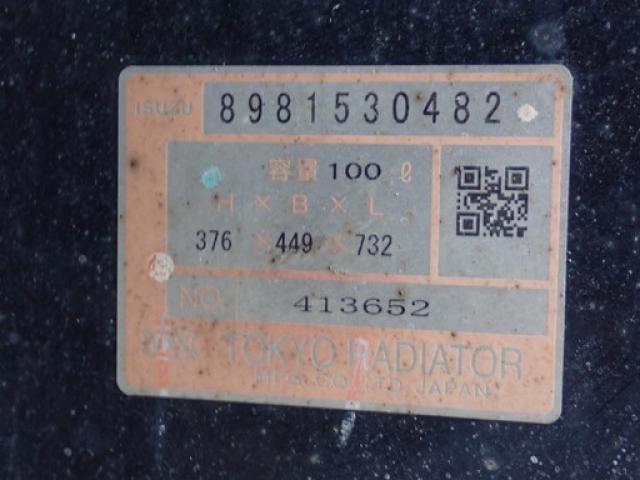 ISUZU 8981530482
容量 100 ℓ
H × B × L
376 × 449 × 732
NO. 413652
TOKYO RADIATOR
MFG. CO., LTD. JAPAN